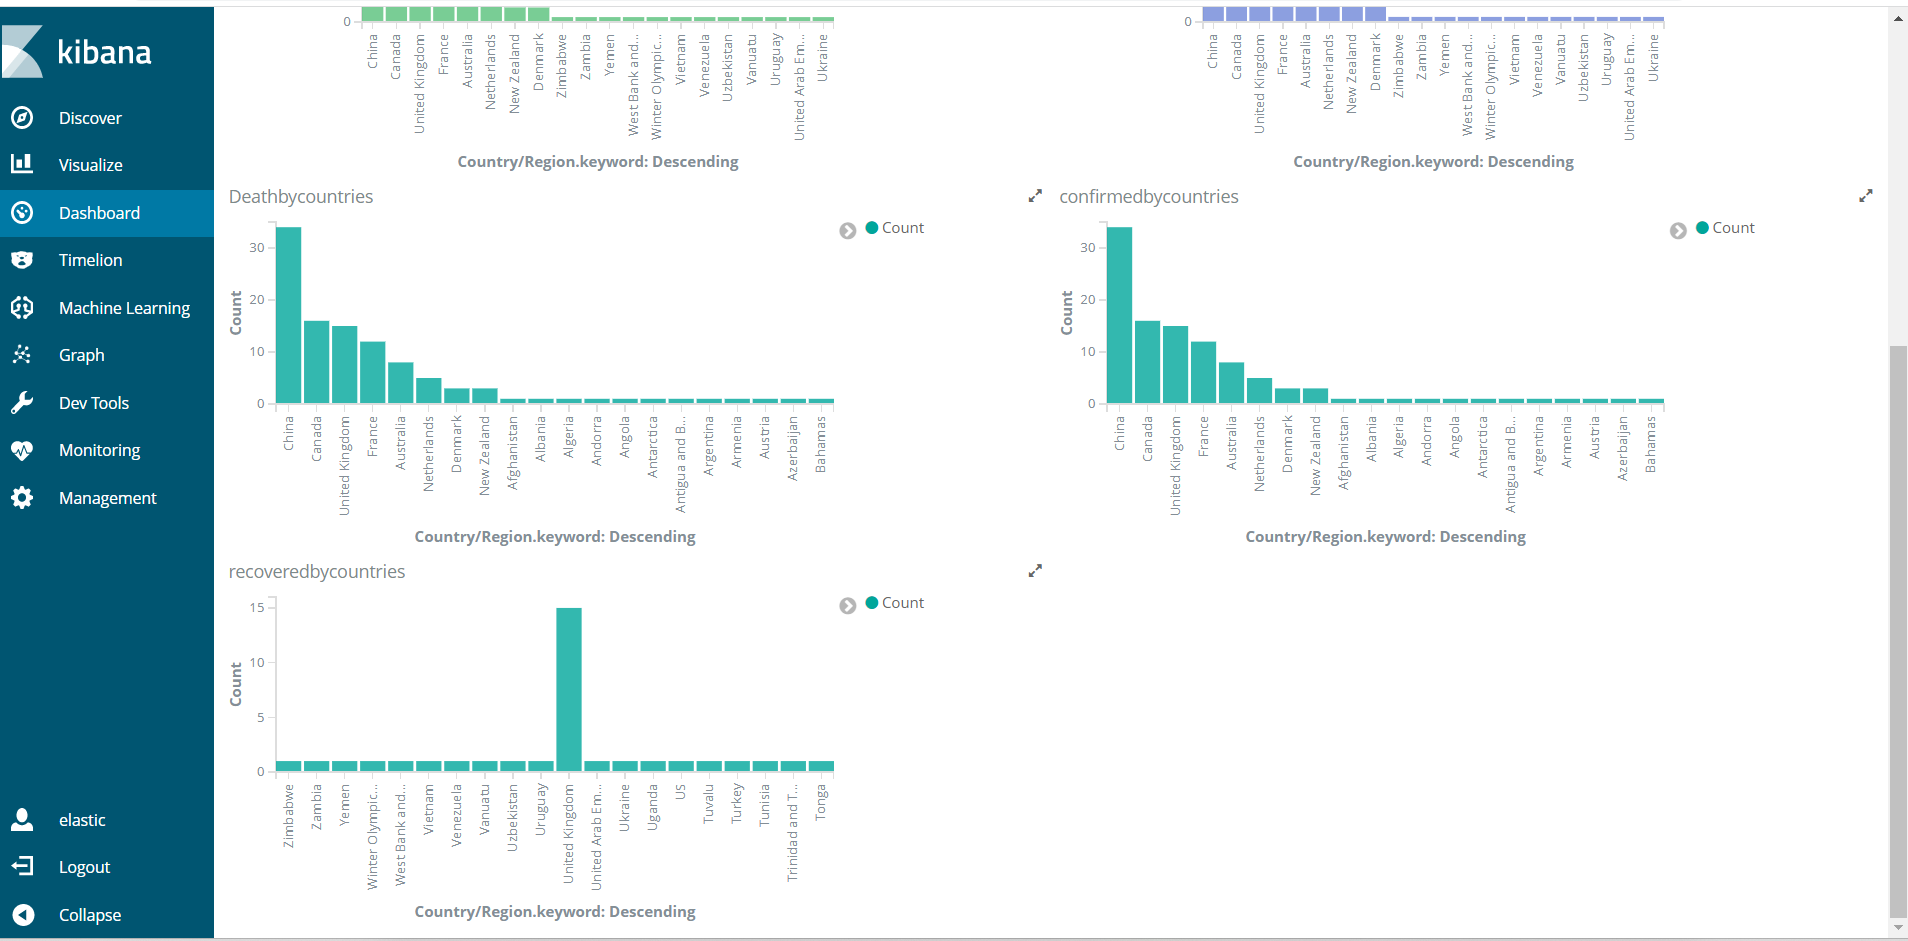 kibana
Discover
Visualize
Dashboard
Timelion
Machine Learning
Graph
Dev Tools
Monitoring
Management
elastic
Logout
Collapse
0
China
Canada
United Kingdom
France
Australia
Netherlands
New Zealand
Denmark
Zimbabwe
Zambia
Yemen
West Bank and...
Winter Olympic...
Vietnam
Venezuela
Uzbekistan
Vanuatu
Uruguay
United Arab Em...
Ukraine
Country/Region.keyword: Descending
0
China
Canada
United Kingdom
France
Australia
Netherlands
New Zealand
Denmark
Zimbabwe
Zambia
Yemen
West Bank and...
Winter Olympic...
Vietnam
Venezuela
Vanuatu
Uzbekistan
Uruguay
United Arab Em...
Ukraine
Country/Region.keyword: Descending
Deathbycountries
Count
30
20
10
0
Count
China
Canada
United Kingdom
France
Australia
Netherlands
Denmark
New Zealand
Afghanistan
Albania
Algeria
Andorra
Angola
Antarctica
Antigua and B...
Argentina
Armenia
Austria
Azerbaijan
Bahamas
Country/Region.keyword: Descending
confirmedbycountries
Count
30
20
10
0
Count
China
Canada
United Kingdom
France
Australia
Netherlands
Denmark
New Zealand
Afghanistan
Albania
Algeria
Andorra
Angola
Antarctica
Antigua and B...
Argentina
Armenia
Austria
Azerbaijan
Bahamas
Country/Region.keyword: Descending
recoveredbycountries
Count
15
10
5
0
Count
Zimbabwe
Zambia
Yemen
Winter Olympic...
West Bank and...
Vietnam
Venezuela
Vanuatu
Uzbekistan
Uruguay
United Kingdom
United Arab Em...
Ukraine
Uganda
US
Tuvalu
Turkey
Tunisia
Trinidad and T...
Tonga
Country/Region.keyword: Descending